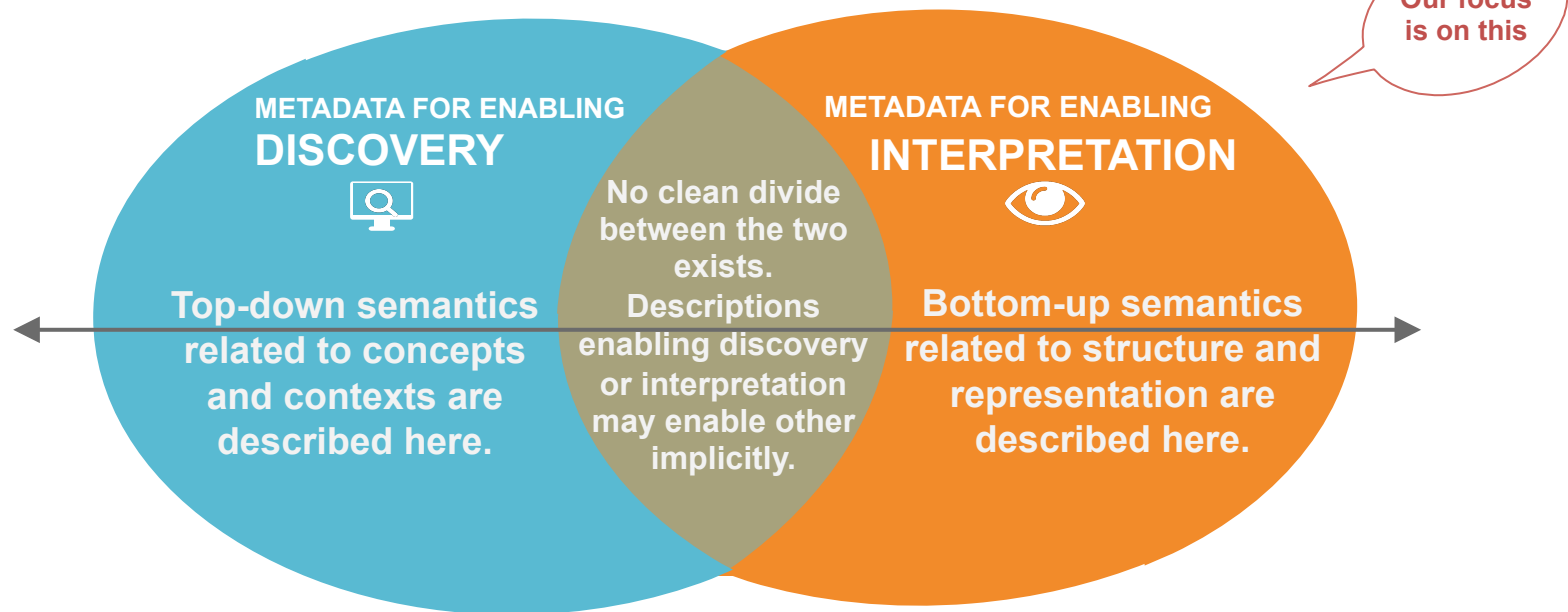 Our focus
is on this
METADATA FOR ENABLING
DISCOVERY
METADATA FOR ENABLING
INTERPRETATION
No clean divide
between the two
exists.
Descriptions
enabling discovery
or interpretation
may enable other
implicitly.
Top-down semantics
related to concepts
and contexts are
described here.
Bottom-up semantics
related to structure and
representation are
described here.